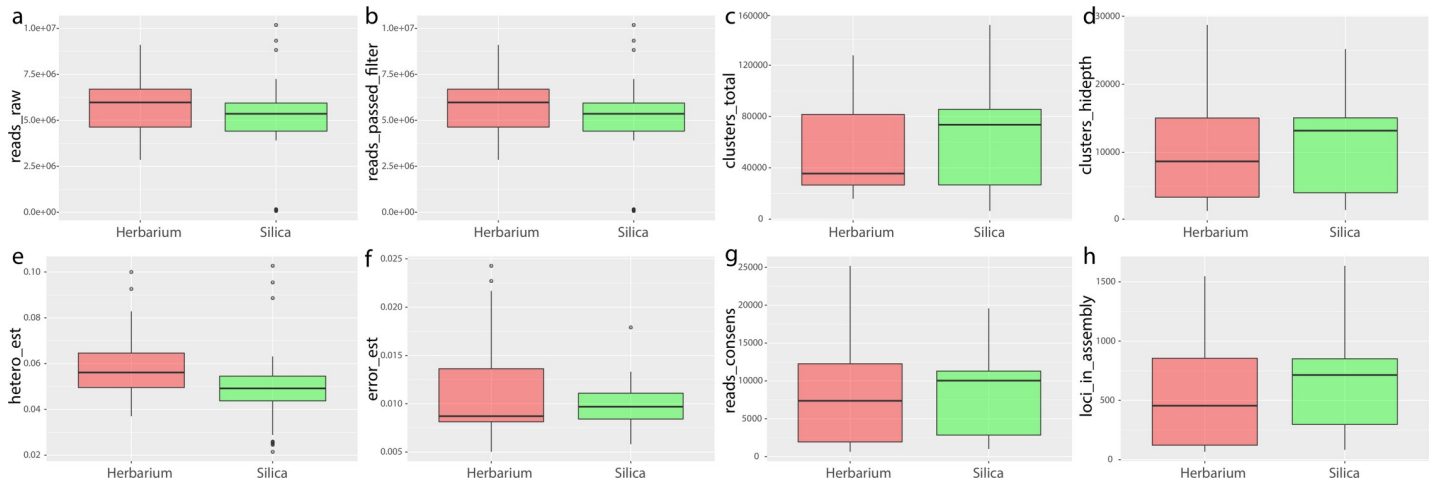 a
reads_raw
1.0e+07
7.5e+06
5.0e+06
2.5e+06
0.0e+00
Herbarium Silica
b
reads_passed_filter
1.0e+07
7.5e+06
5.0e+06
2.5e+06
0.0e+00
Herbarium Silica
c
clusters_total
160000
120000
80000
40000
0
Herbarium Silica
d
clusters_hidepth
30000
20000
10000
0
Herbarium Silica
e
hetero_est
0.10
0.08
0.06
0.04
0.02
Herbarium Silica
f
error_est
0.025
0.020
0.015
0.010
0.005
Herbarium Silica
g
reads_consens
25000
20000
15000
10000
5000
0
Herbarium Silica
h
loci_in_assembly
1500
1000
500
0
Herbarium Silica